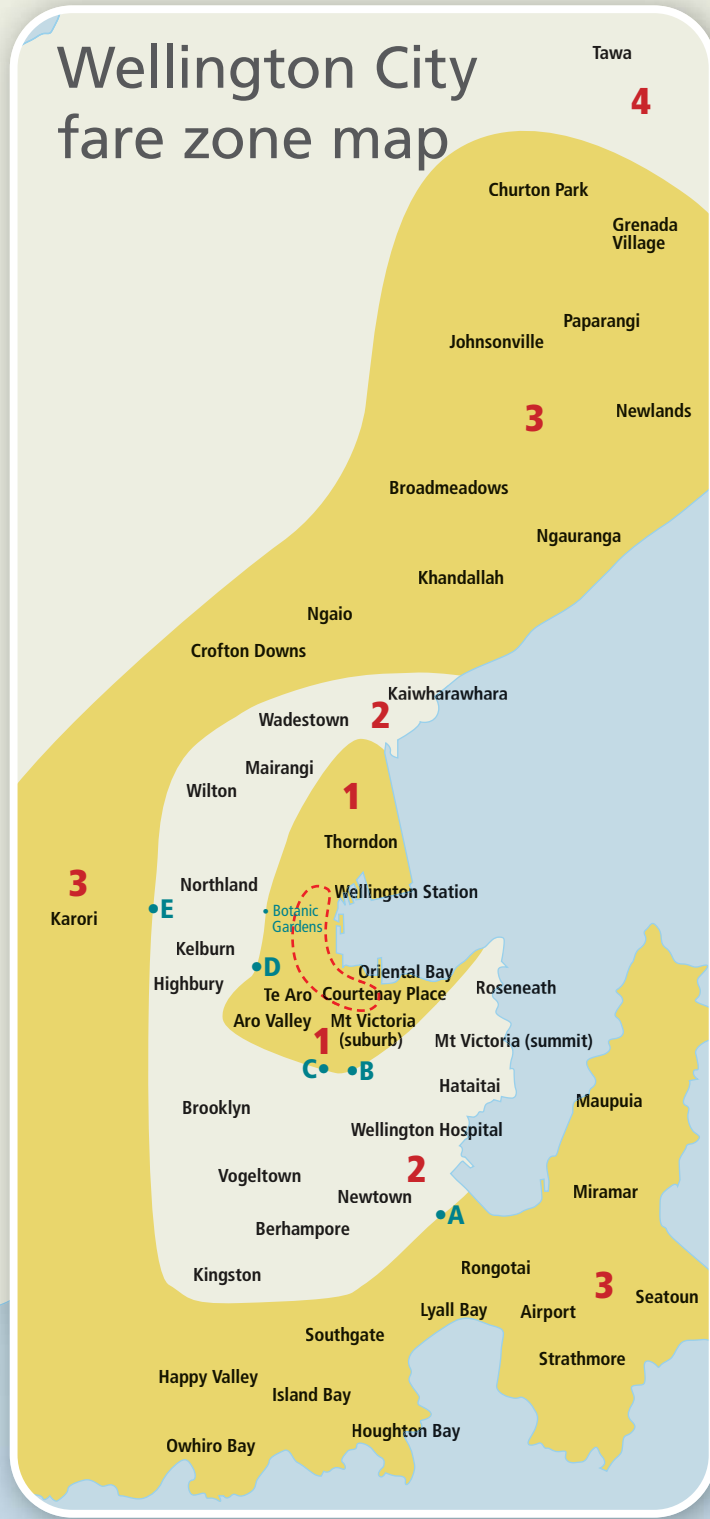 Wellington City
fare zone map
Tawa
4
Churton Park
Grenada
Village
Paparangi
Johnsonville
Newlands
3
Broadmeadows
Ngauranga
Khandallah
Ngaio
Crofton Downs
Kaiwharawhara
Wadestown
2
Mairangi
Wilton
1
Thorndon
3
Northland
Wellington Station
Karori
E
Botanic
Gardens
Kelburn
D
Oriental Bay
Highbury
Roseneath
Te Aro
Courtenay Place
Aro Valley
Mt Victoria
(suburb)
1
Mt Victoria (summit)
C
B
Hataitai
Maupuia
Brooklyn
Wellington Hospital
2
Vogeltown
Newtown
Miramar
A
Berhampore
Rongotai
Kingston
3
Seatoun
Lyall Bay
Airport
Southgate
Strathmore
Happy Valley
Island Bay
Houghton Bay
Owhiro Bay